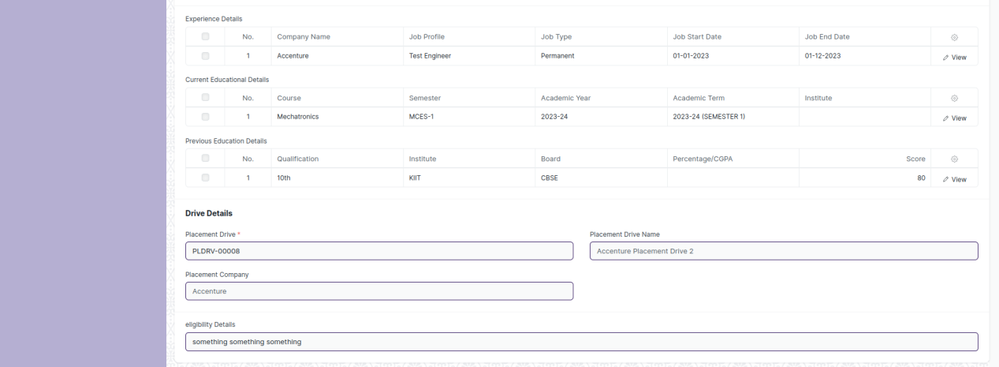 Experience Details
No. Company Name Job Profile Job Type Job Start Date Job End Date
1 Accenture Test Engineer Permanent 01-01-2023 01-12-2023 View
Current Educational Details
No. Course Semester Academic Year Academic Term Institute
1 Mechatronics MCES-1 2023-24 2023-24 (SEMESTER 1) View
Previous Education Details
No. Qualification Institute Board Percentage/CGPA Score
1 10th KIIT CBSE 80 View
Drive Details
Placement Drive * Placement Drive Name
PLDRV-00008 Accenture Placement Drive 2
Placement Company
Accenture
eligibility Details
something something something